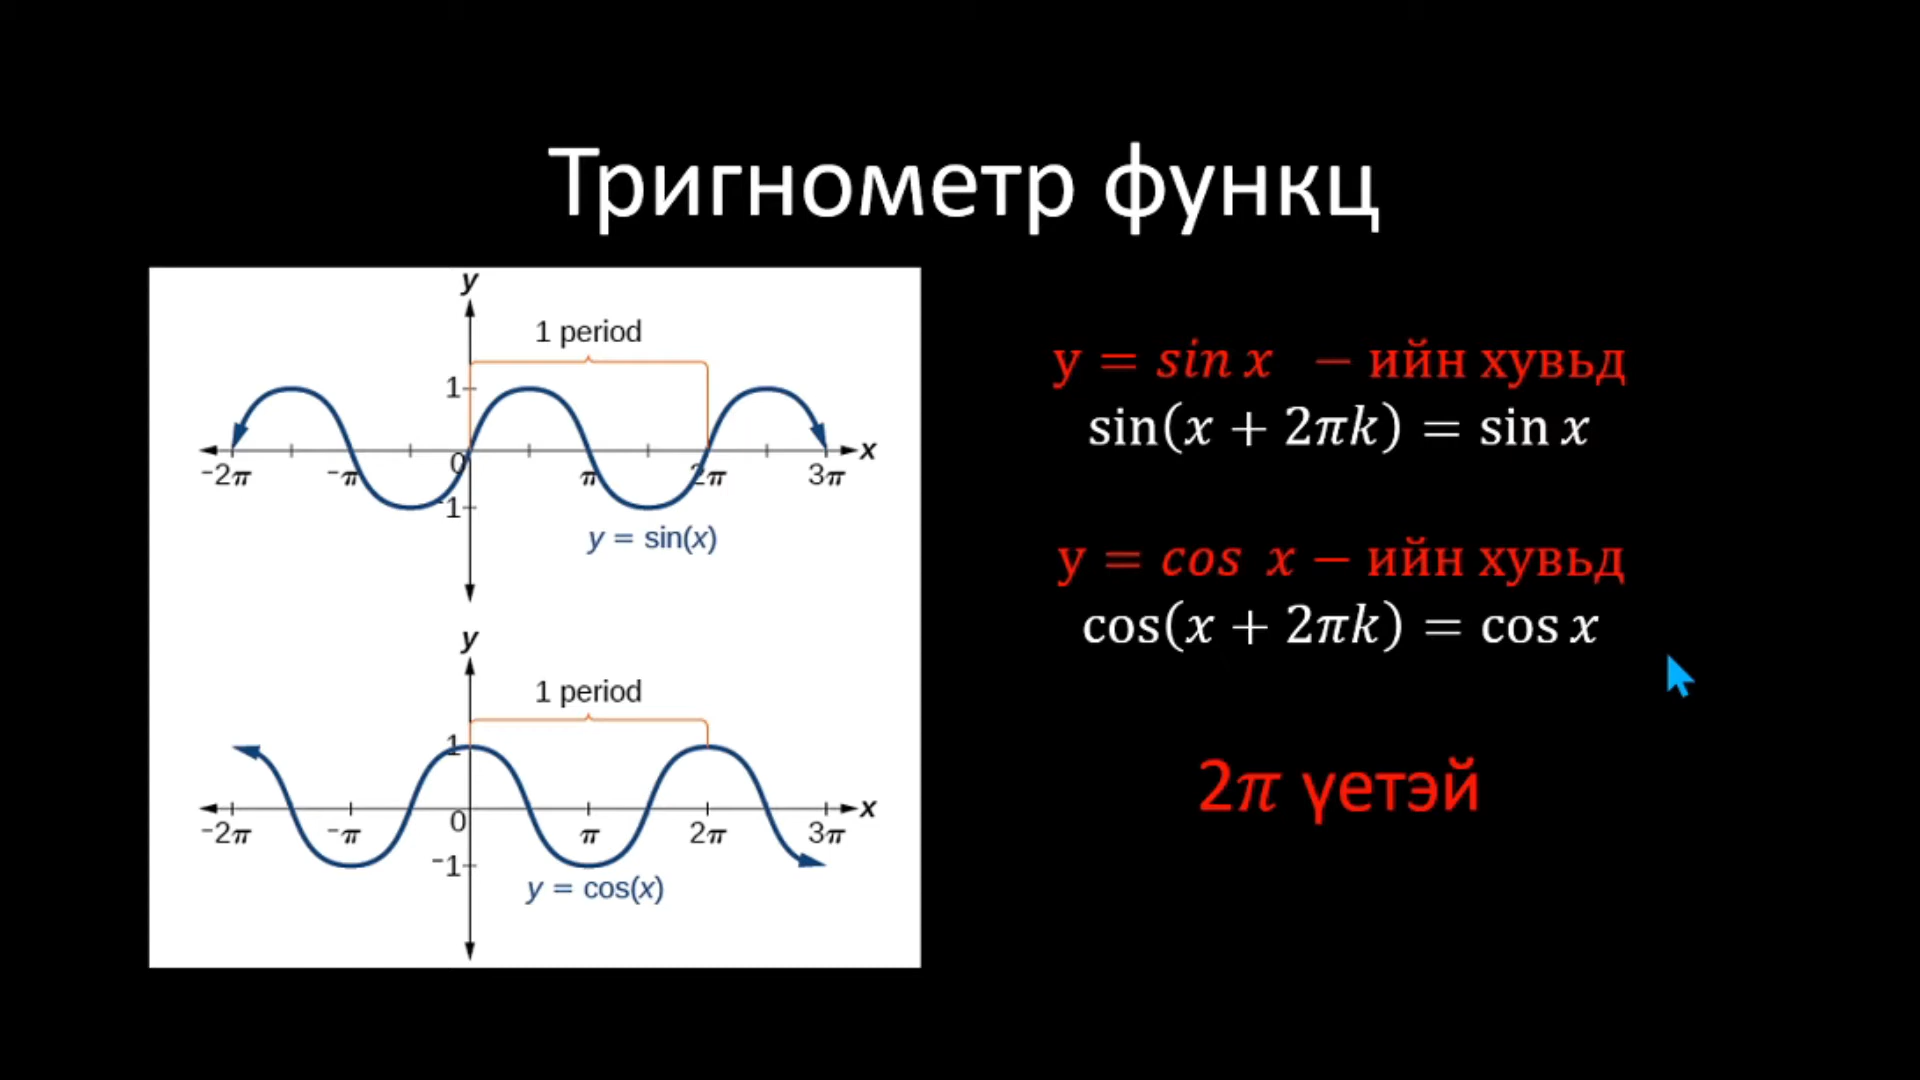 Тригнометр функц
y
1 period
1
x
−2π −π 0 π 2π 3π
−1
y = sin(x)
y
1 period
1
x
−2π −π 0 π 2π 3π
−1
y = cos(x)
y = sin x − ийн хувьд
sin(x + 2πk) = sin x
y = cos x − ийн хувьд
cos(x + 2πk) = cos x
2π үетэй